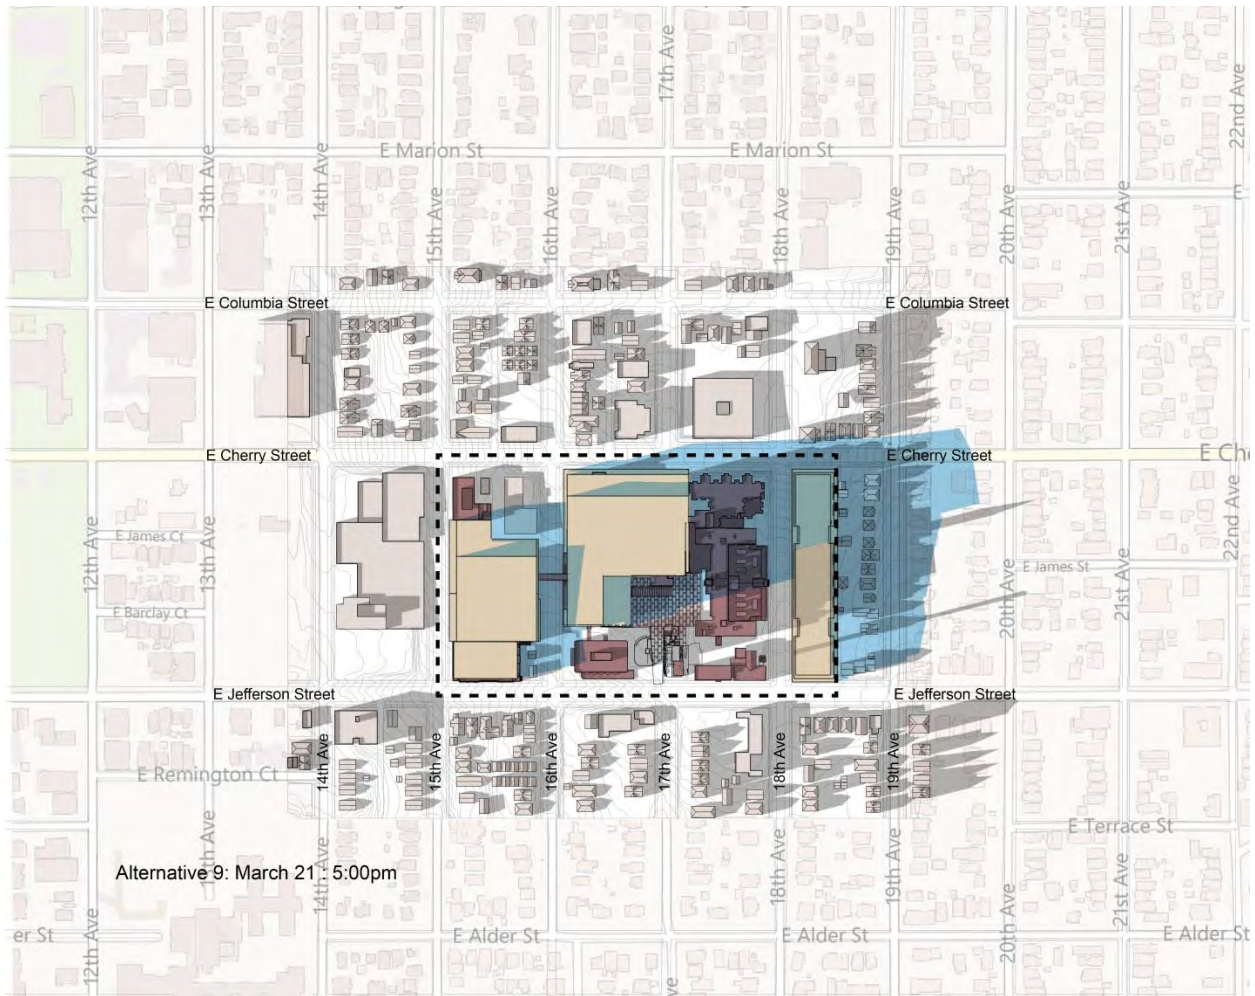 17th Ave
22nd Ave
E Marion St
E Marion St
12th Ave
13th Ave
14th Ave
15th Ave
16th Ave
18th Ave
19th Ave
20th Ave
21st Ave
E Columbia Street
E Columbia Street
E Cherry Street
E Cherry Street
E James Ct
12th Ave
13th Ave
E James St
20th Ave
21st Ave
22nd Ave
E Barclay Ct
E Jefferson Street
E Jefferson Street
14th Ave
15th Ave
16th Ave
17th Ave
18th Ave
19th Ave
E Remington Ct
E Terrace St
Alternative 9: March 21 : 5:00pm
14th Ave
18th Ave
19th Ave
20th Ave
21st Ave
12th Ave
er St
E Alder St
E Alder St
E Alder St